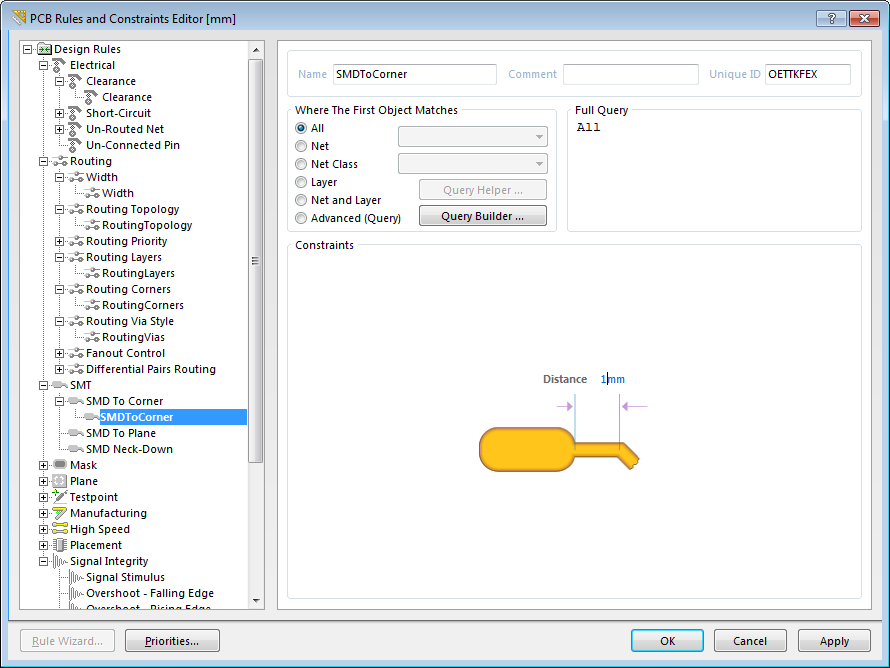 PCB Rules and Constraints Editor [mm]
Design Rules
Electrical
Clearance
Clearance
Short-Circuit
Un-Routed Net
Un-Connected Pin
Routing
Width
Width
Routing Topology
RoutingTopology
Routing Priority
Routing Layers
RoutingLayers
Routing Corners
RoutingCorners
Routing Via Style
RoutingVias
Fanout Control
Differential Pairs Routing
SMT
SMD To Corner
SMDToCorner
SMD To Plane
SMD Neck-Down
Mask
Plane
Testpoint
Manufacturing
High Speed
Placement
Signal Integrity
Signal Stimulus
Overshoot - Falling Edge
Overshoot - Rising Edge
Name SMDToCorner Comment Unique ID OETTKFEX
Where The First Object Matches
All
Net
Net Class
Layer
Net and Layer
Advanced (Query)
Query Helper ...
Query Builder ...
Full Query
All
Constraints
Distance 1mm
Rule Wizard... Priorities... OK Cancel Apply